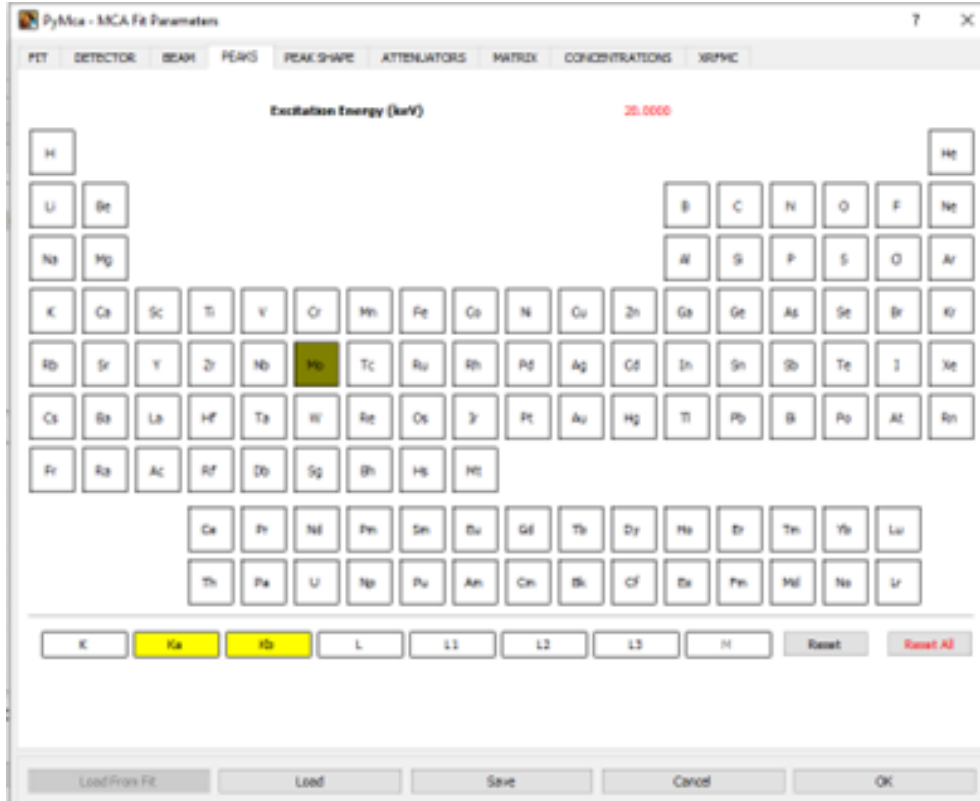 PyMca - MCA Fit Parameters ? ×
FIT DETECTOR BEAM PEAKS PEAK SHAPE ATTENUATORS MATRIX CONCENTRATIONS XRFMC
Excitation Energy (keV) 20.0000
H He
Li Be B C N O F Ne
Na Mg Al Si P S Cl Ar
K Ca Sc Ti V Cr Mn Fe Co Ni Cu Zn Ga Ge As Se Br Kr
Rb Sr Y Zr Nb Mo Tc Ru Rh Pd Ag Cd In Sn Sb Te I Xe
Cs Ba La Hf Ta W Re Os Ir Pt Au Hg Tl Pb Bi Po At Rn
Fr Ra Ac Rf Db Sg Bh Hs Mt
Ce Pr Nd Pm Sm Eu Gd Tb Dy Ho Er Tm Yb Lu
Th Pa U Np Pu Am Cm Bk Cf Es Fm Md No Lr
K Ka Kb L L1 L2 L3 M Reset Reset All
Load From Fit Load Save Cancel OK